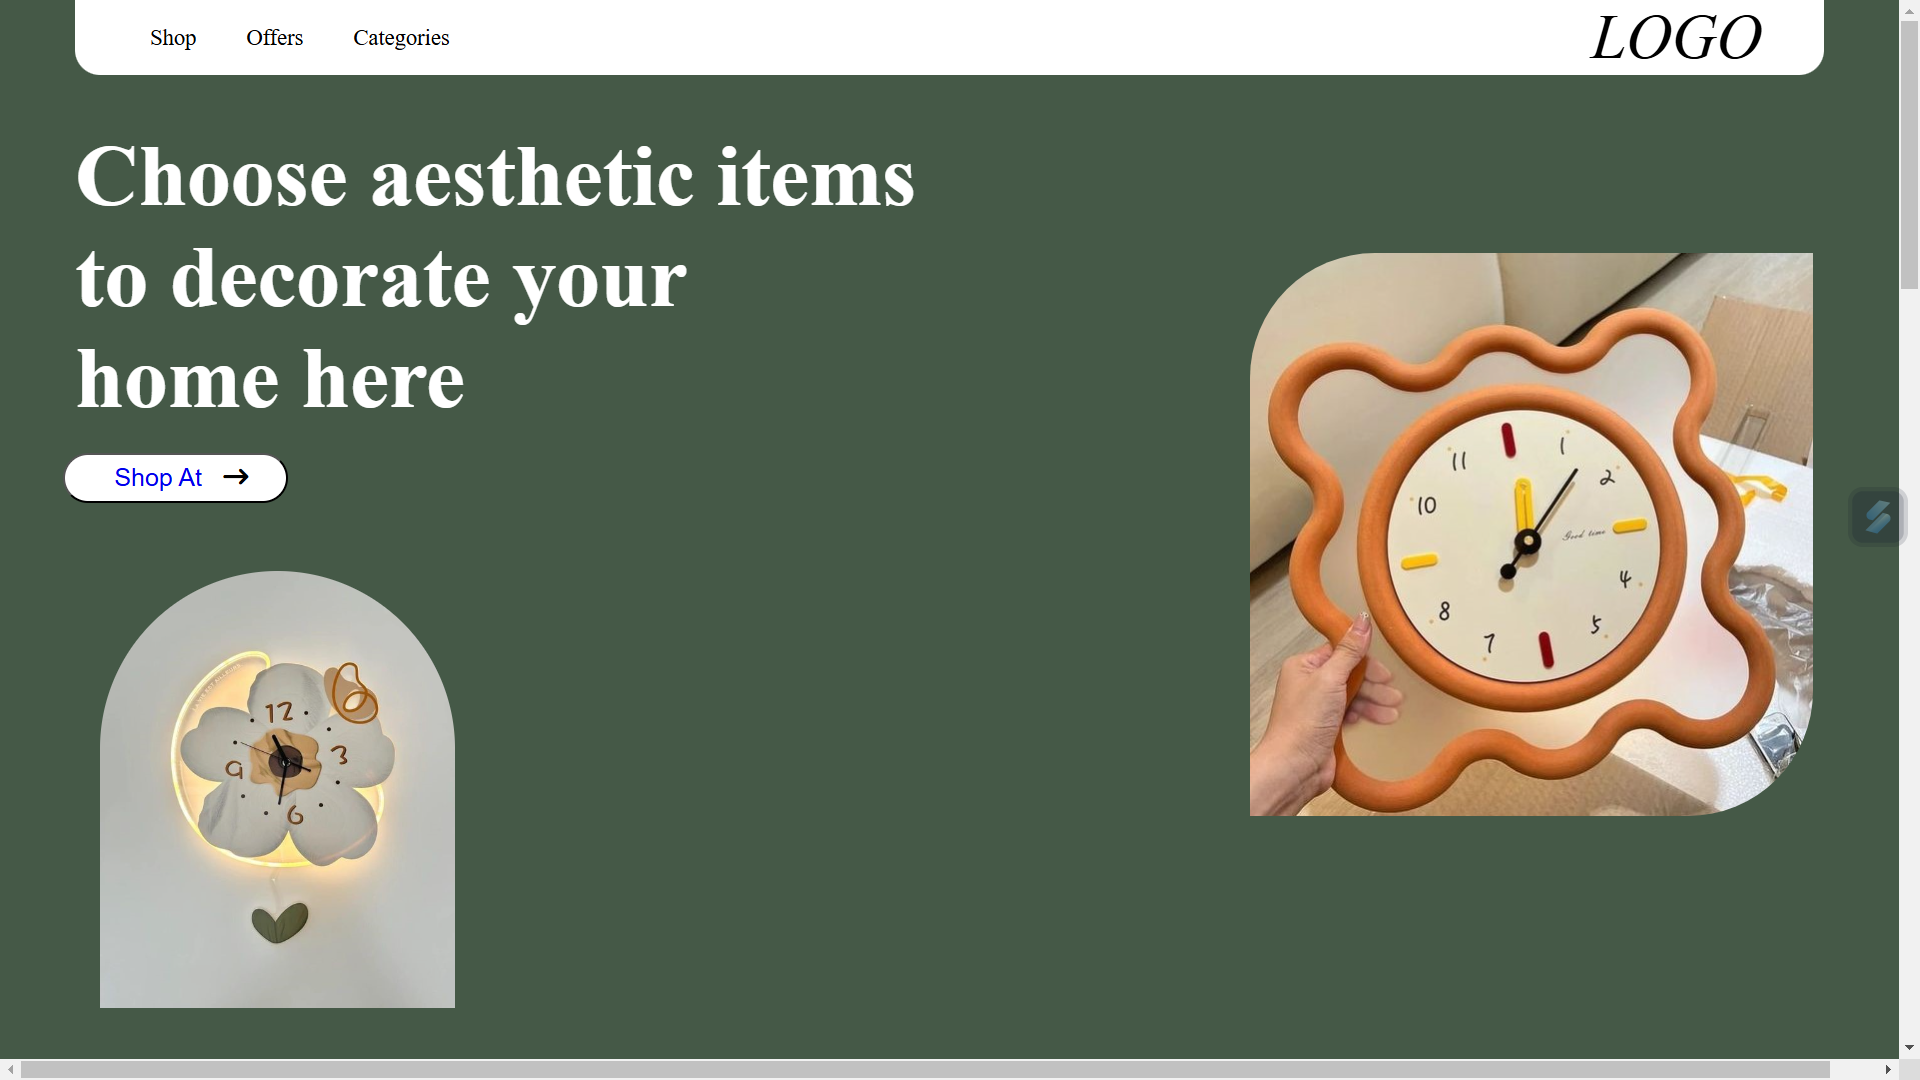 Shop Offers Categories
LOGO
Choose aesthetic items
to decorate your
home here
Shop At →
11
1
2
10
Good time
4
8
5
7
12
3
9
6